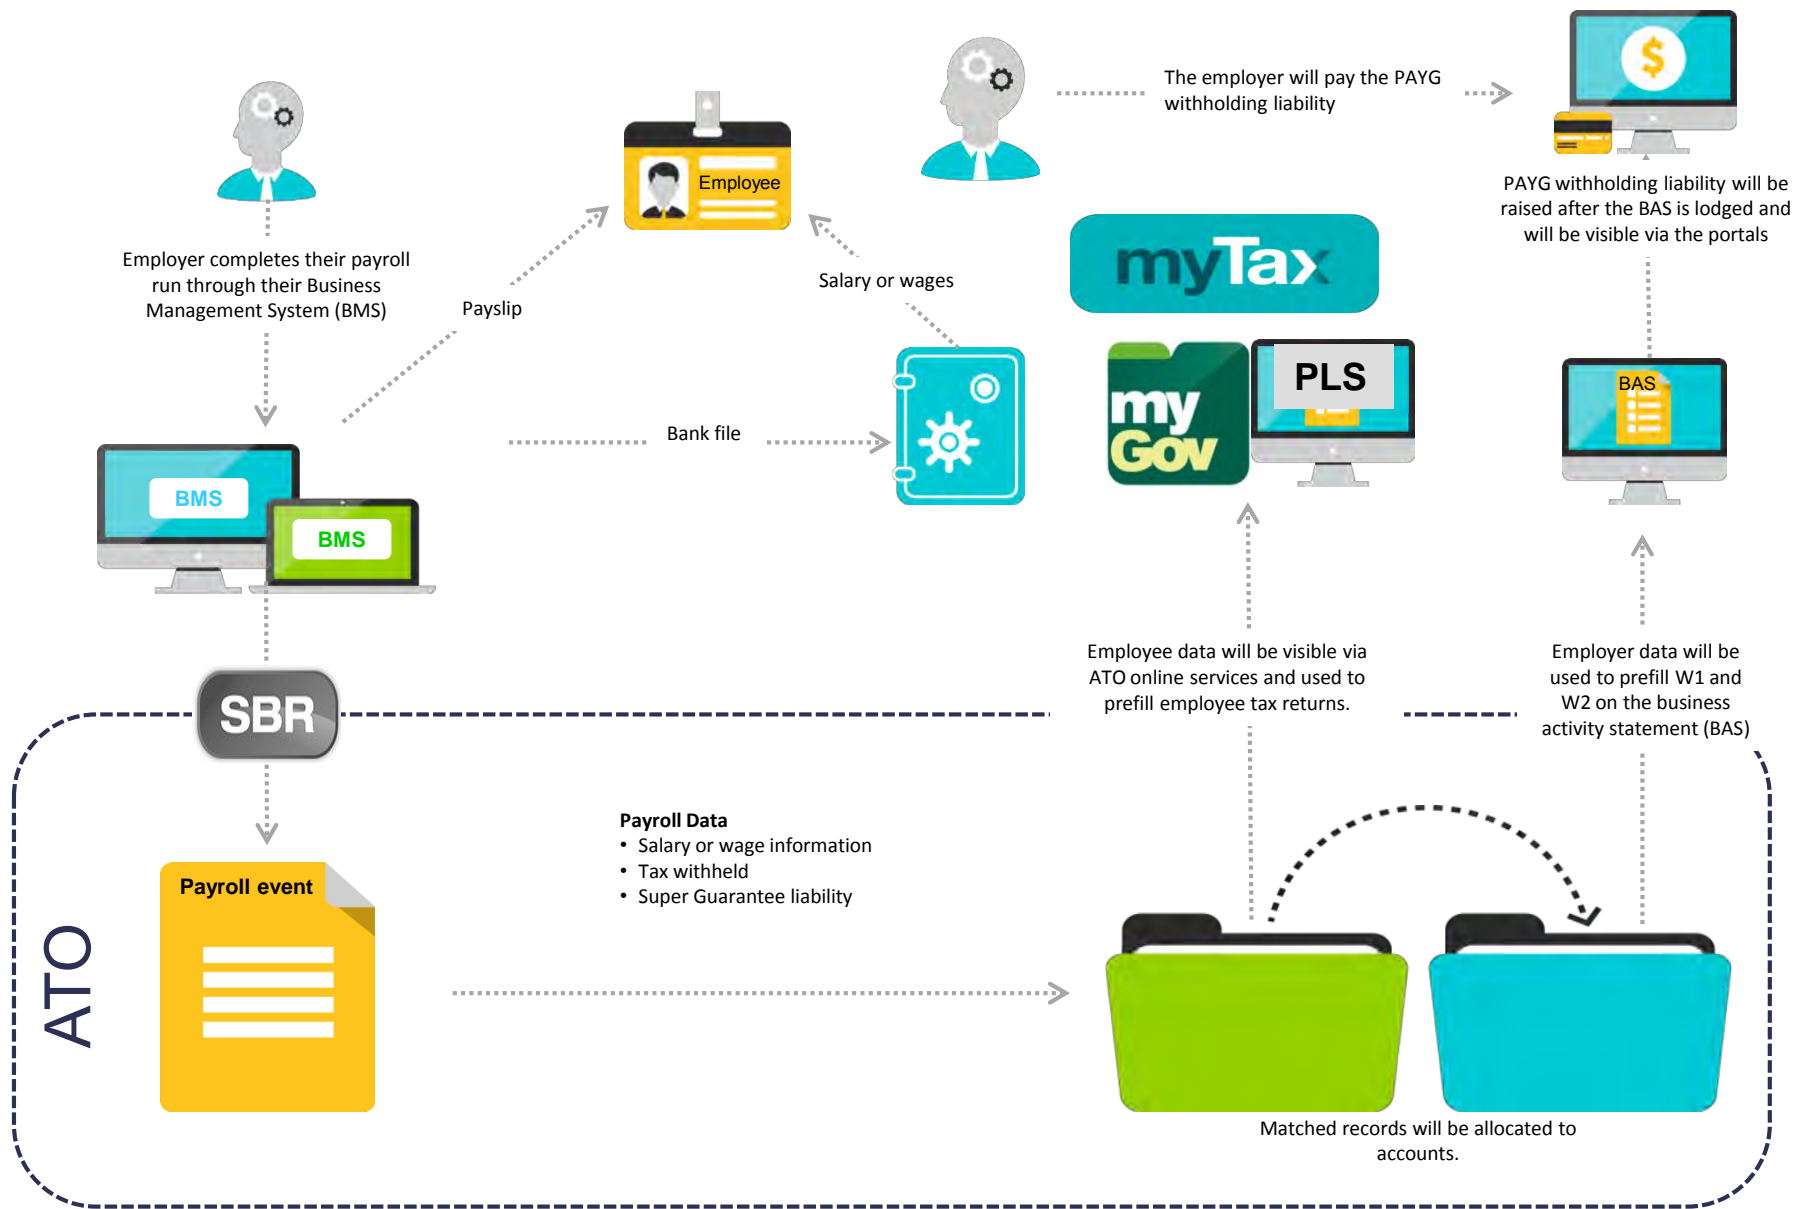 The employer will pay the PAYG
withholding liability
Employee
PAYG withholding liability will be
raised after the BAS is lodged and
will be visible via the portals
Employer completes their payroll
run through their Business
Management System (BMS)
Payslip
Salary or wages
myTax
my
Gov
PLS
BAS
Bank file
BMS
BMS
SBR
Employee data will be visible via
ATO online services and used to
prefill employee tax returns.
Employer data will be
used to prefill W1 and
W2 on the business
activity statement (BAS)
Payroll Data
• Salary or wage information
• Tax withheld
• Super Guarantee liability
Payroll event
ATO
Matched records will be allocated to
accounts.